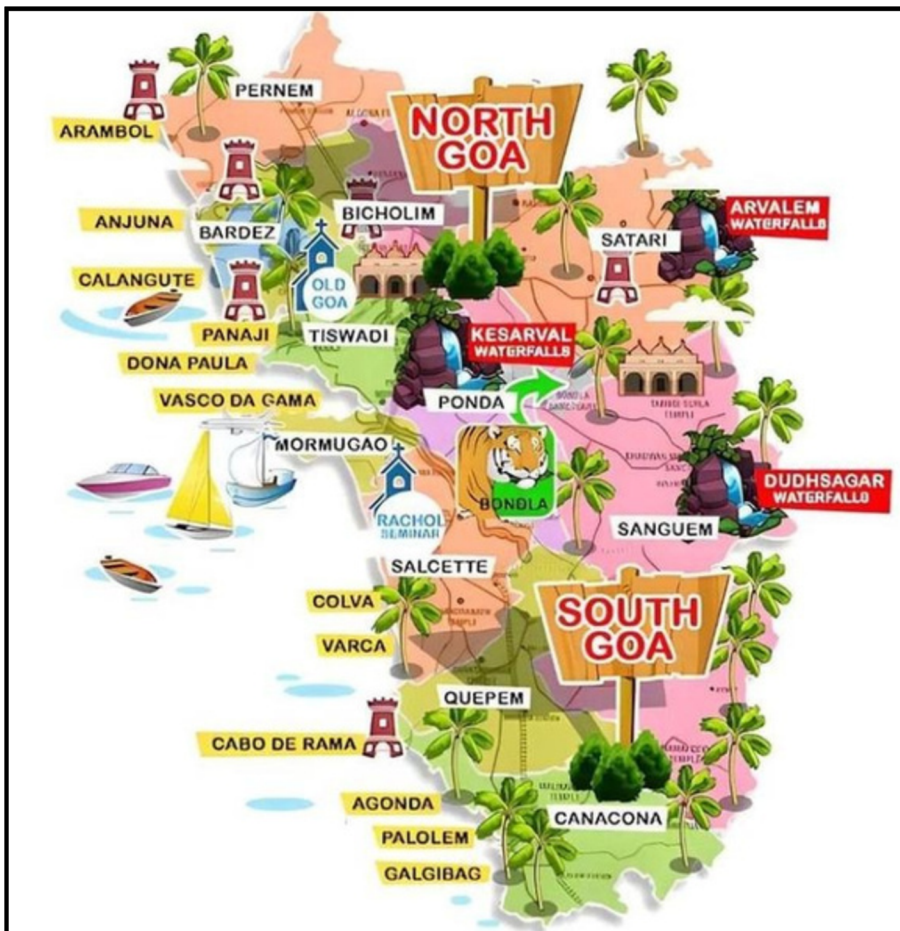 PERNEM
ARAMBOL
NORTH
GOA
ARVALEM
WATERFALLS
ANJUNA
BARDEZ
BICHOLIM
SATARI
CALANGUTE
OLD
GOA
PANAJI
TISWADI
KESARVAL
WATERFALLS
DONA PAULA
VASCO DA GAMA
PONDA
MORMUGAO
BONDLA
DUDHSAGAR
WATERFALLS
RACHOL
SEMINAR
SANGUEM
SALCETTE
COLVA
SOUTH
GOA
VARCA
QUEPEM
CABO DE RAMA
AGONDA
CANACONA
PALOLEM
GALGIBAG